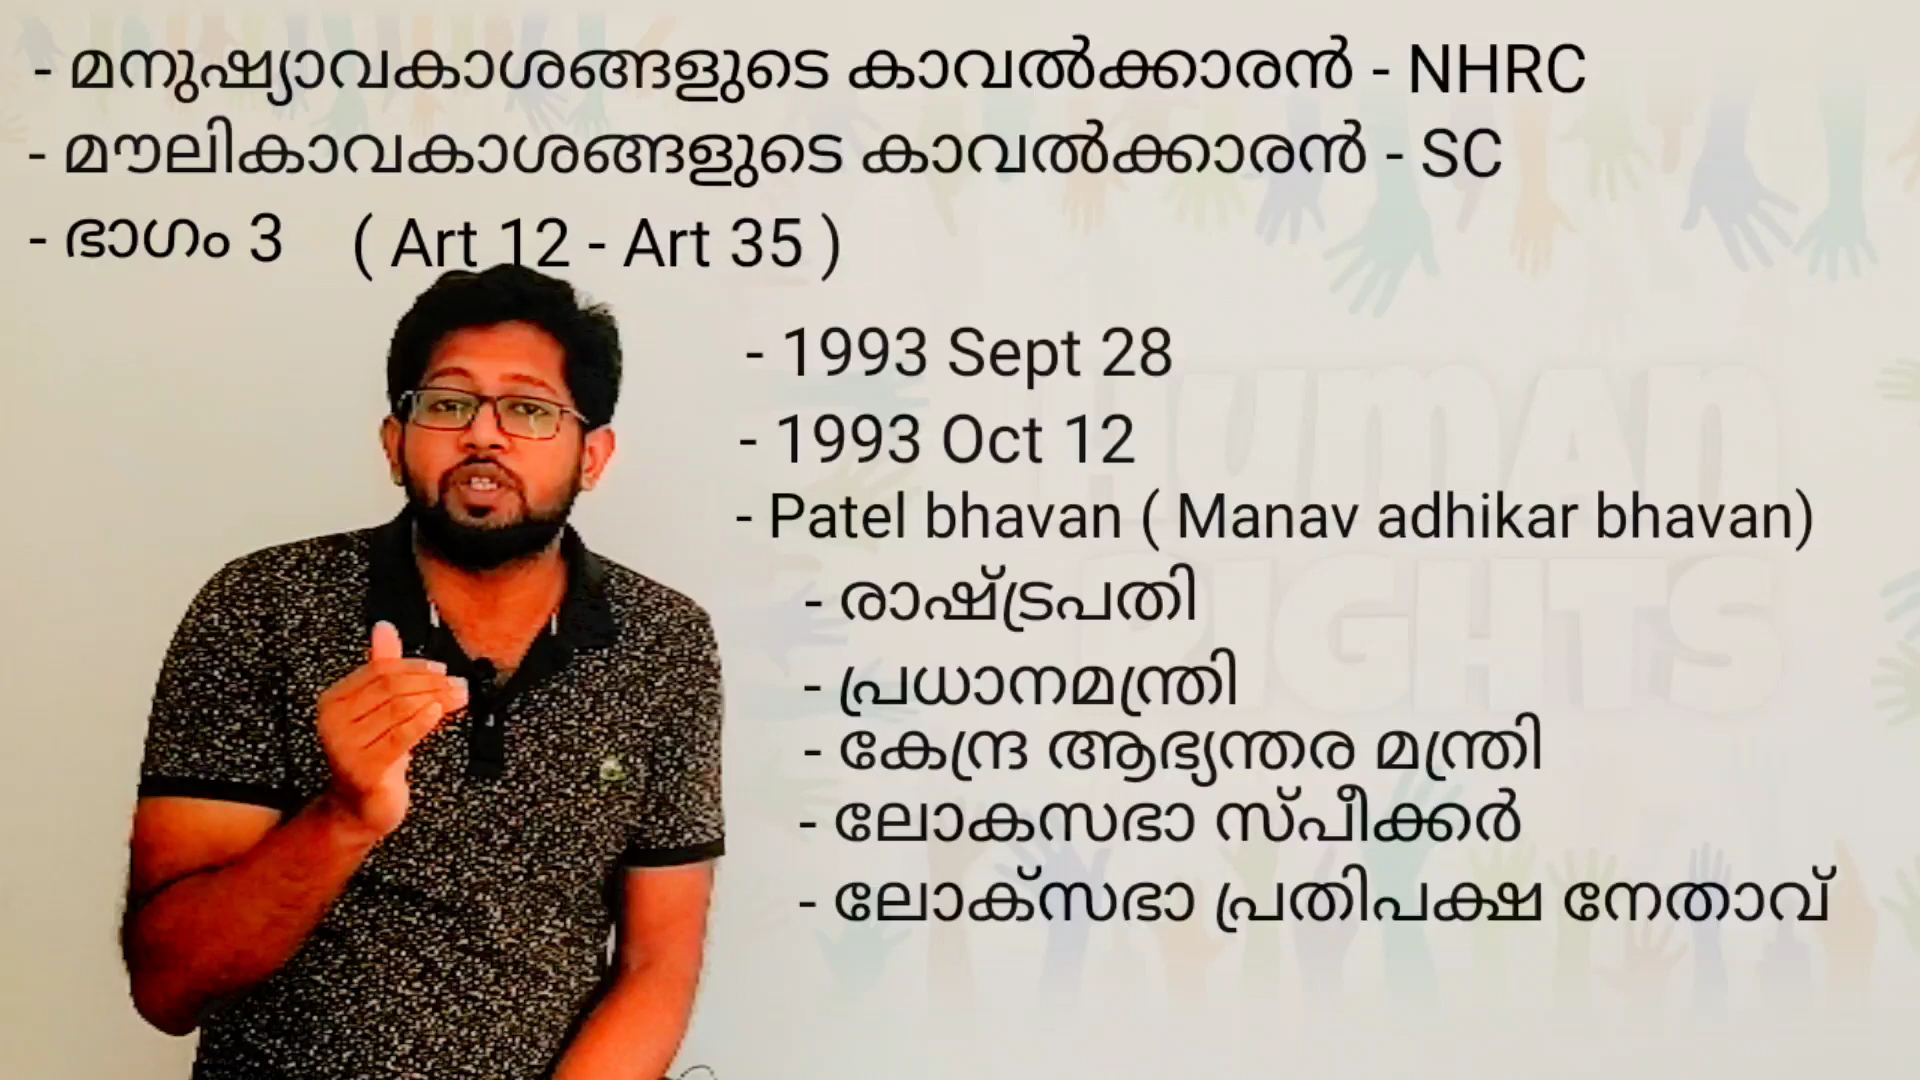 - മനുഷ്യാവകാശങ്ങളുടെ കാവൽക്കാരൻ - NHRC
- മൗലികാവകാശങ്ങളുടെ കാവൽക്കാരൻ - SC
- ഭാഗം 3 ( Art 12 - Art 35 )
- 1993 Sept 28
- 1993 Oct 12
- Patel bhavan ( Manav adhikar bhavan)
- രാഷ്ട്രപതി
- പ്രധാനമന്ത്രി
- കേന്ദ്ര ആഭ്യന്തര മന്ത്രി
- ലോകസഭാ സ്പീക്കർ
- ലോക്സഭാ പ്രതിപക്ഷ നേതാവ്
HUMAN
RIGHTS